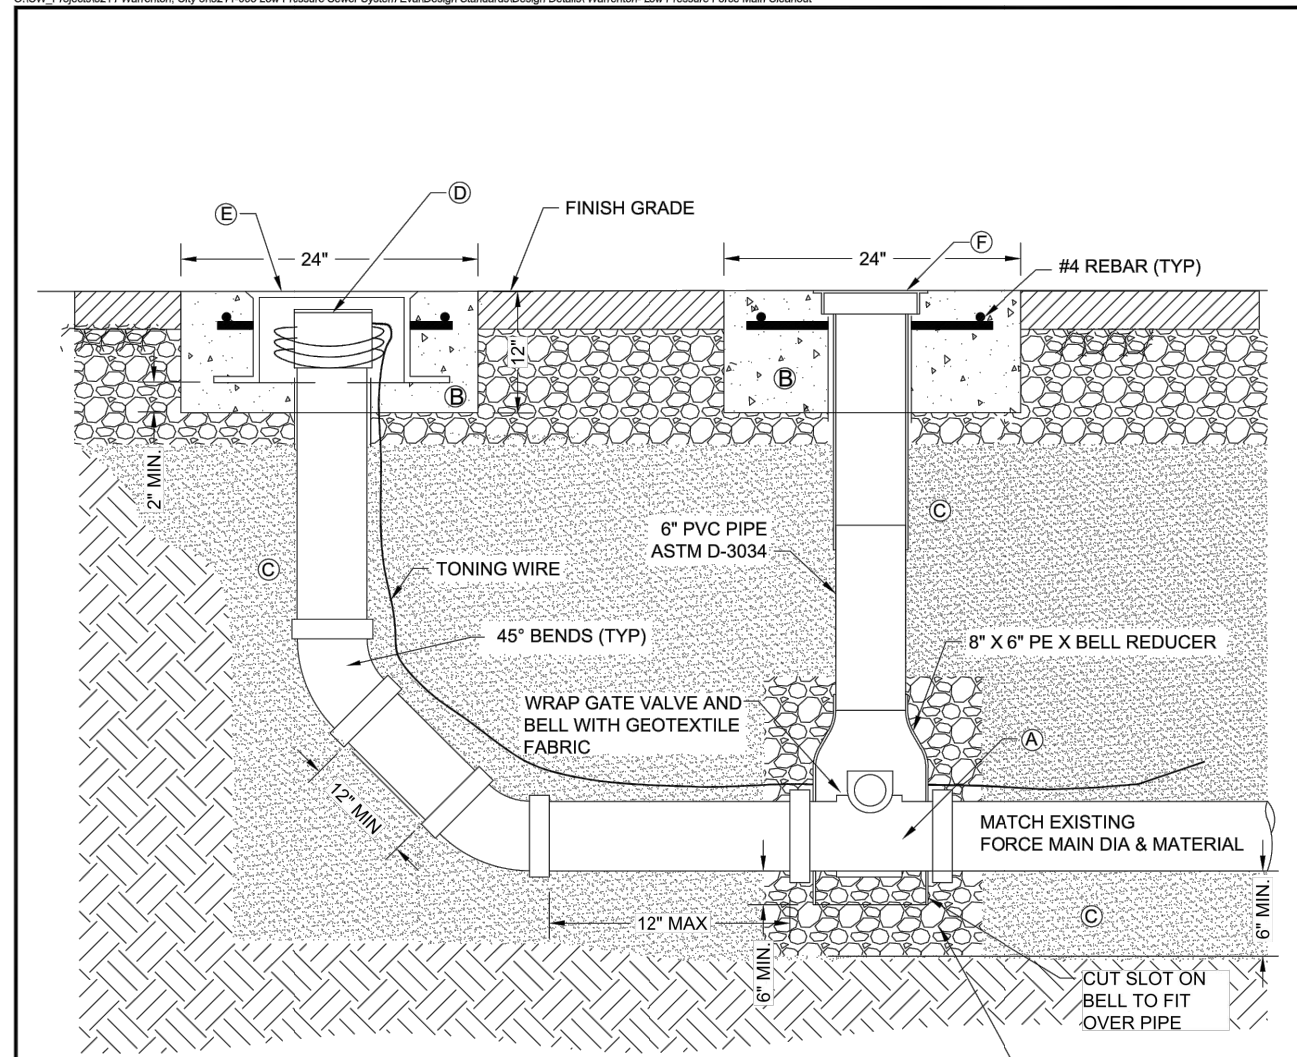 E
D
FINISH GRADE
F
24"
24"
#4 REBAR (TYP)
12"
B
B
2" MIN.
6" PVC PIPE
ASTM D-3034
C
C
TONING WIRE
45° BENDS (TYP)
8" X 6" PE X BELL REDUCER
WRAP GATE VALVE AND
BELL WITH GEOTEXTILE
FABRIC
A
12" MIN
MATCH EXISTING
FORCE MAIN DIA & MATERIAL
12" MAX
C
6" MIN.
6" MIN.
CUT SLOT ON
BELL TO FIT
OVER PIPE